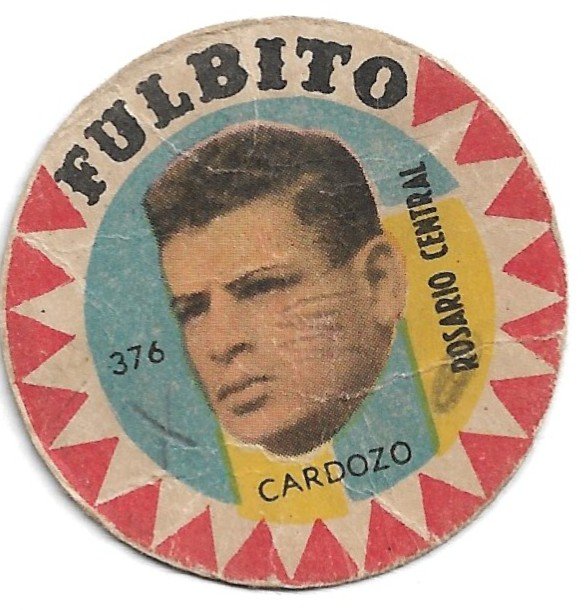 FULBITO
ROSARIO CENTRAL
376
CARDOZO